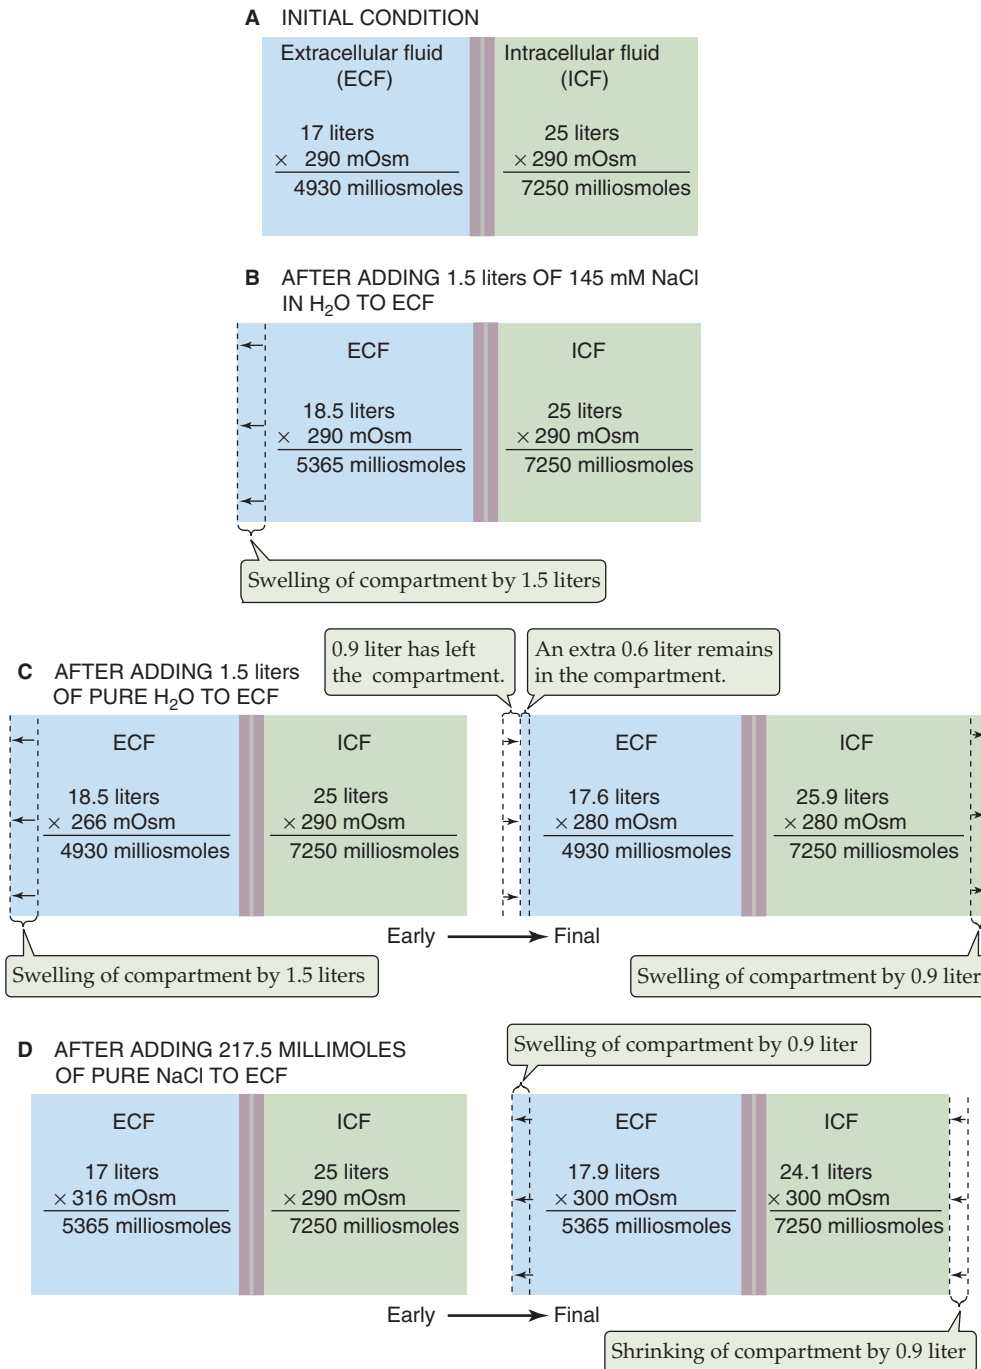 A INITIAL CONDITION
Extracellular fluid
(ECF)
17 liters
× 290 mOsm
4930 milliosmoles
Intracellular fluid
(ICF)
25 liters
× 290 mOsm
7250 milliosmoles
B AFTER ADDING 1.5 liters OF 145 mM NaCl
IN H₂O TO ECF
ECF
18.5 liters
× 290 mOsm
5365 milliosmoles
ICF
25 liters
× 290 mOsm
7250 milliosmoles
Swelling of compartment by 1.5 liters
C AFTER ADDING 1.5 liters
OF PURE H₂O TO ECF
ECF
18.5 liters
× 266 mOsm
4930 milliosmoles
ICF
25 liters
× 290 mOsm
7250 milliosmoles
Swelling of compartment by 1.5 liters
0.9 liter has left
the compartment.
An extra 0.6 liter remains
in the compartment.
ECF
17.6 liters
× 280 mOsm
4930 milliosmoles
ICF
25.9 liters
× 280 mOsm
7250 milliosmoles
Early
Final
Swelling of compartment by 0.9 liter
D AFTER ADDING 217.5 MILLIMOLES
OF PURE NaCl TO ECF
ECF
17 liters
× 316 mOsm
5365 milliosmoles
ICF
25 liters
× 290 mOsm
7250 milliosmoles
Swelling of compartment by 0.9 liter
ECF
17.9 liters
× 300 mOsm
5365 milliosmoles
ICF
24.1 liters
× 300 mOsm
7250 milliosmoles
Early
Final
Shrinking of compartment by 0.9 liter